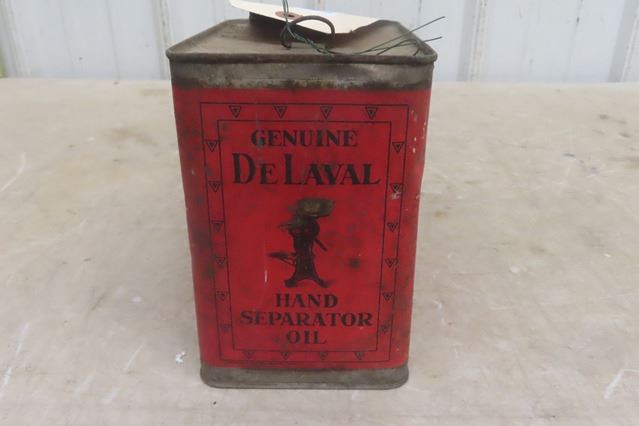 GENUINE
DE LAVAL
HAND
SEPARATOR
OIL